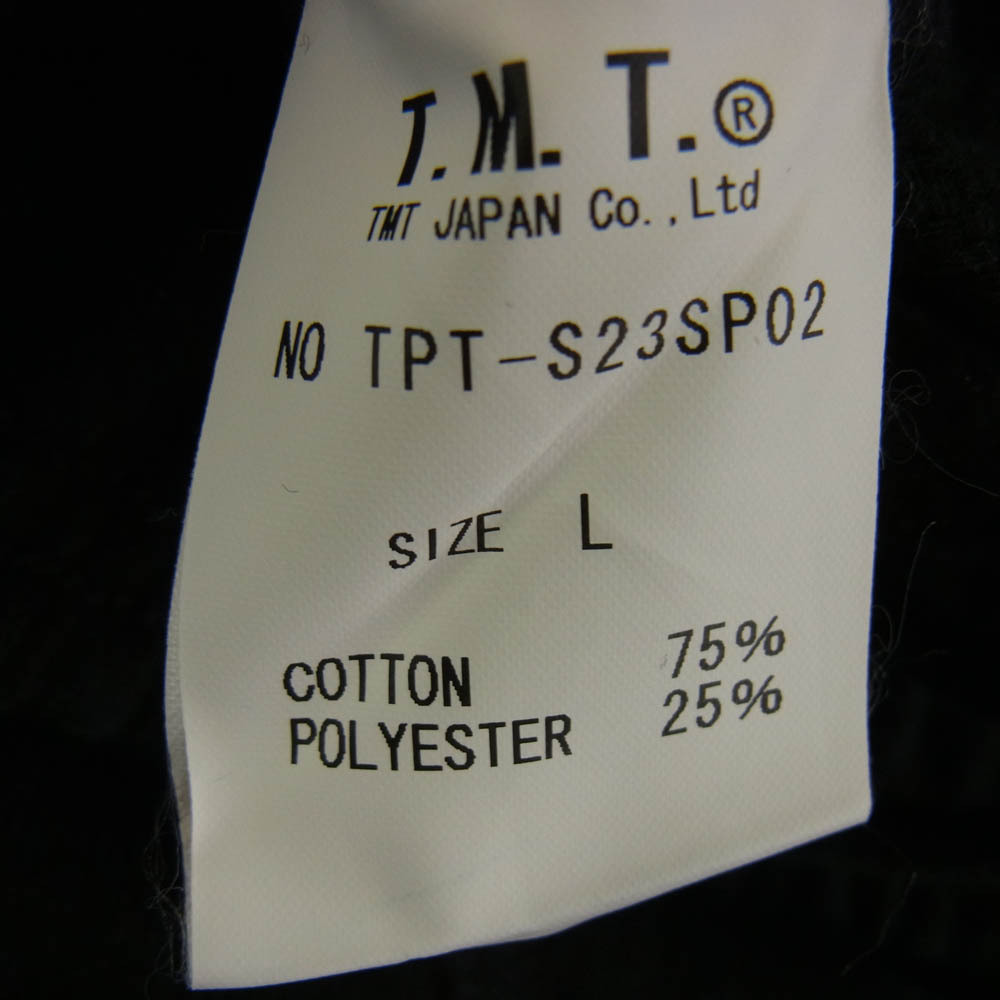 T.M.T.®
TMT JAPAN Co.,Ltd
NO TPT-S23SP02
SIZE L
COTTON 75%
POLYESTER 25%